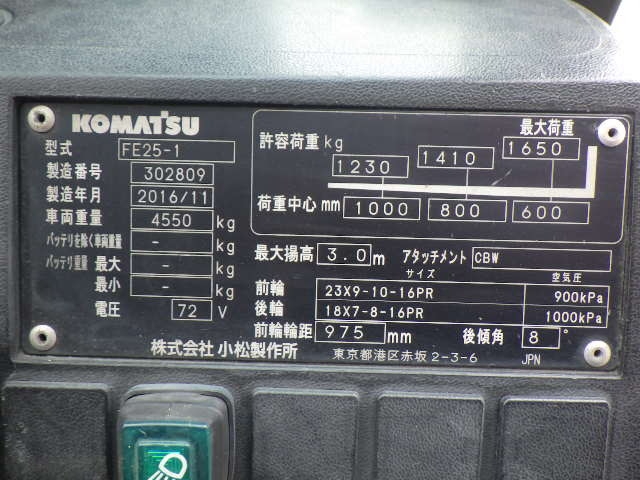 KOMATSU
型式 FE25-1
製造番号 302809
製造年月 2016/11
車両重量 4550 kg
バッテリを除く車両重量 - kg
バッテリ重量 最大 - kg
最小 - kg
電圧 72 V
許容荷重 kg 1230 1410 最大荷重 1650
荷重中心 mm 1000 800 600
最大揚高 3.0 m アタッチメント CBW
サイズ 空気圧
前輪 23X9-10-16PR 900kPa
後輪 18X7-8-16PR 1000kPa
前輪輪距 975 mm 後傾角 8 °
株式会社 小松製作所 東京都港区赤坂 2-3-6 JPN